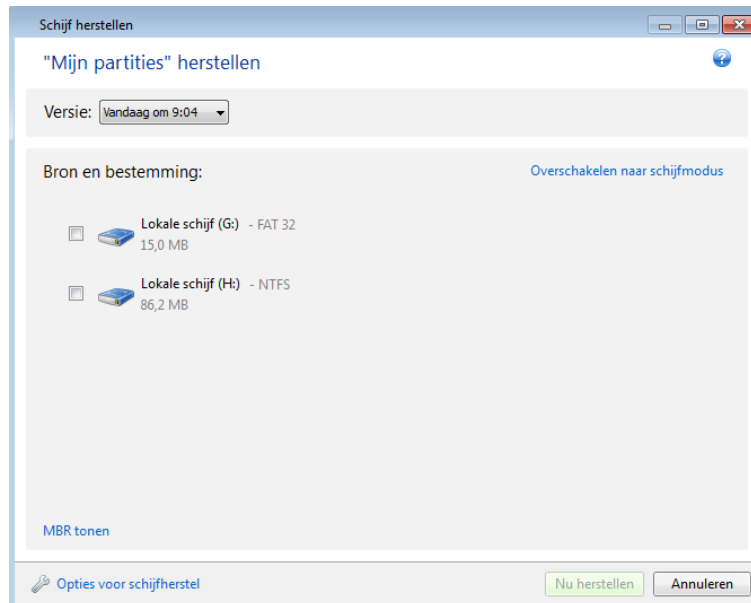 Schijf herstellen
"Mijn partities" herstellen
Versie: Vandaag om 9:04
Bron en bestemming: Overschakelen naar schijfmodus
Lokale schijf (G:) - FAT 32
15,0 MB
Lokale schijf (H:) - NTFS
86,2 MB
MBR tonen
Opties voor schijfherstel Nu herstellen Annuleren